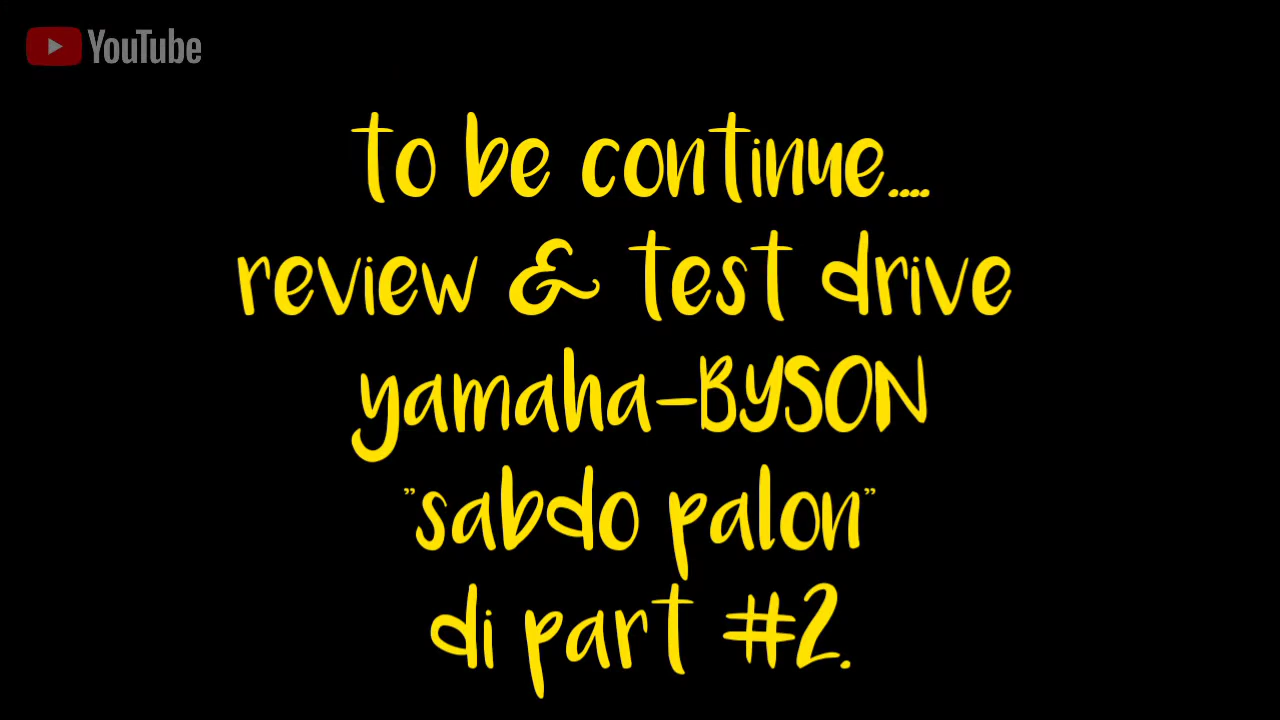 YouTube
to be continue....
review & test drive
yamaha-BYSON
"sabdo palon"
di part #2.